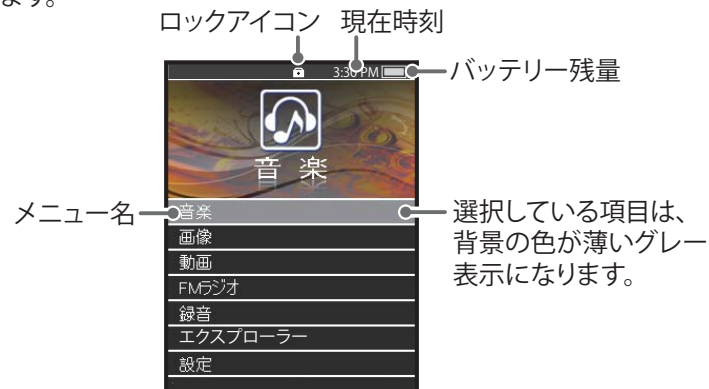 ます。
ロックアイコン 現在時刻
3:30 PM
バッテリー残量
音 楽
メニュー名
音楽
選択している項目は、
背景の色が薄いグレー
表示になります。
画像
動画
FMラジオ
録音
エクスプローラー
設定